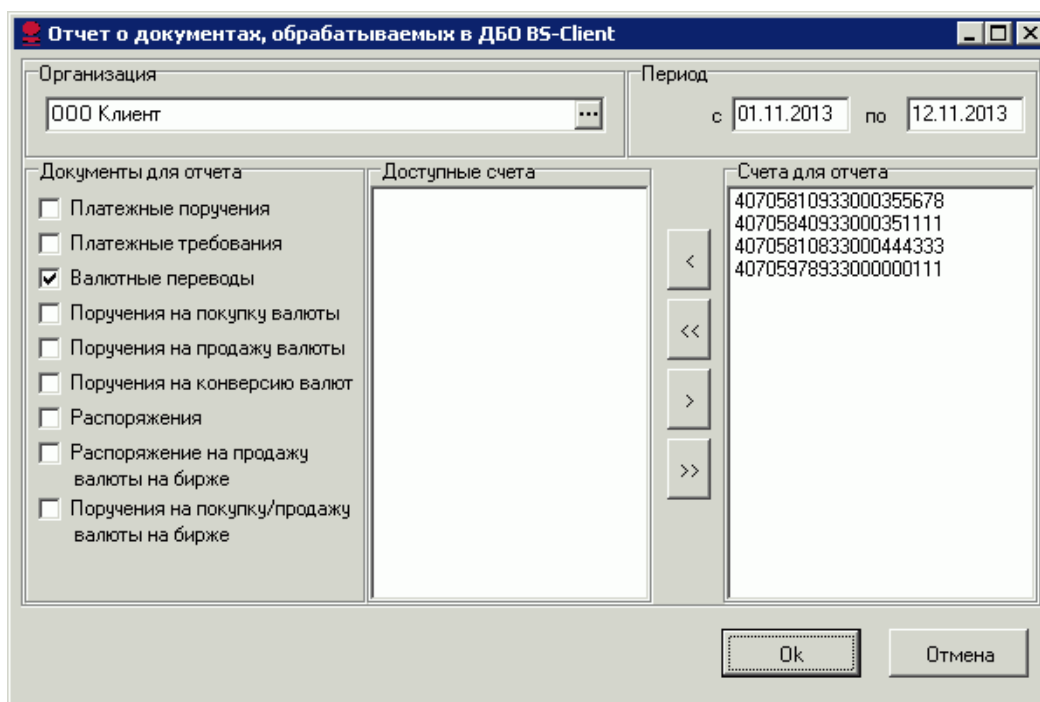 Отчет о документах, обрабатываемых в ДБО BS-Client
Организация
ООО Клиент
...
Период
с 01.11.2013 по 12.11.2013
Документы для отчета
Платежные поручения
Платежные требования
Валютные переводы
Поручения на покупку валюты
Поручения на продажу валюты
Поручения на конверсию валют
Распоряжения
Распоряжение на продажу
валюты на бирже
Поручения на покупку/продажу
валюты на бирже
Доступные счета
<
<<
>
>>
Счета для отчета
40705810933000355678
40705840933000351111
40705810833000444333
40705978933000000111
Ok
Отмена